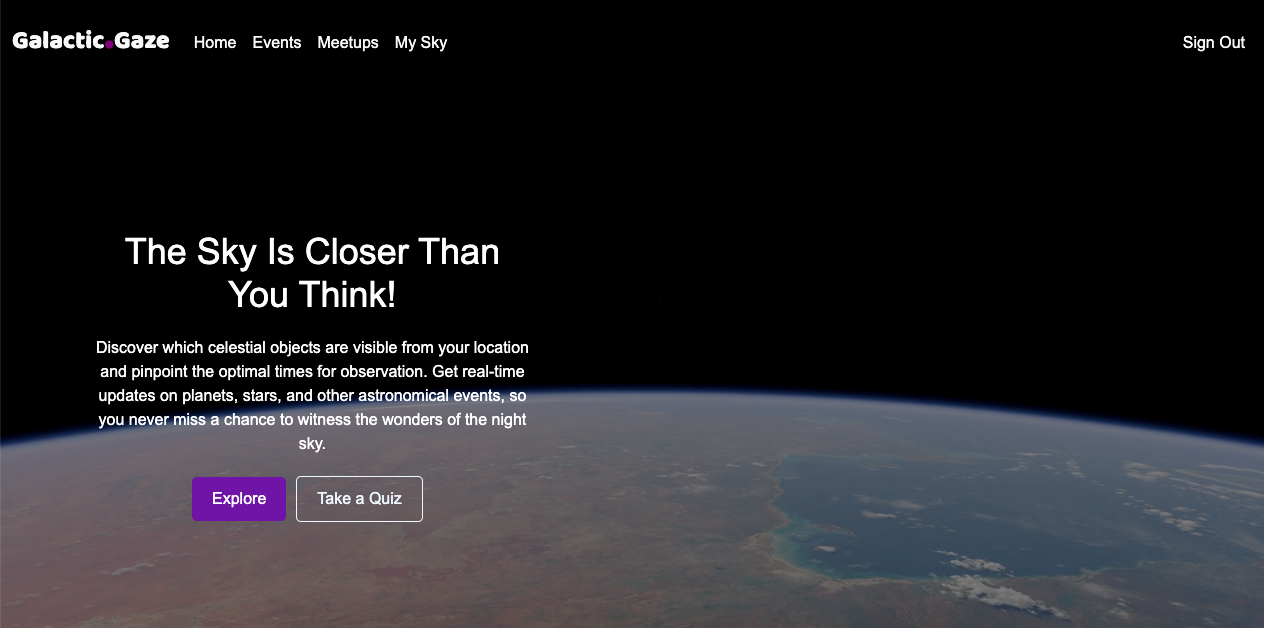 Galactic.Gaze Home Events Meetups My Sky Sign Out
The Sky Is Closer Than
You Think!
Discover which celestial objects are visible from your location
and pinpoint the optimal times for observation. Get real-time
updates on planets, stars, and other astronomical events, so
you never miss a chance to witness the wonders of the night
sky.
Explore Take a Quiz